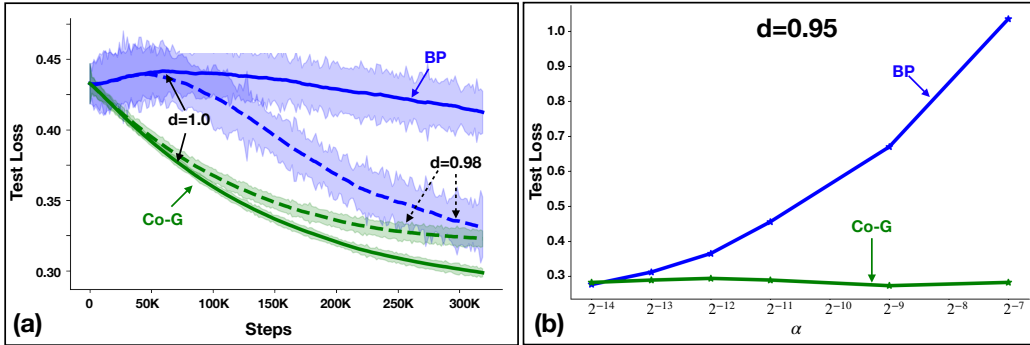 0.45
0.40
0.35
0.30
Test Loss
BP
d=1.0
d=0.98
Co-G
0
50K
100K
150K
200K
250K
300K
Steps
(a)
d=0.95
1.0
0.9
0.8
0.7
0.6
0.5
0.4
0.3
Test Loss
BP
Co-G
2⁻¹⁴
2⁻¹³
2⁻¹²
2⁻¹¹
2⁻¹⁰
2⁻⁹
2⁻⁸
2⁻⁷
α
(b)